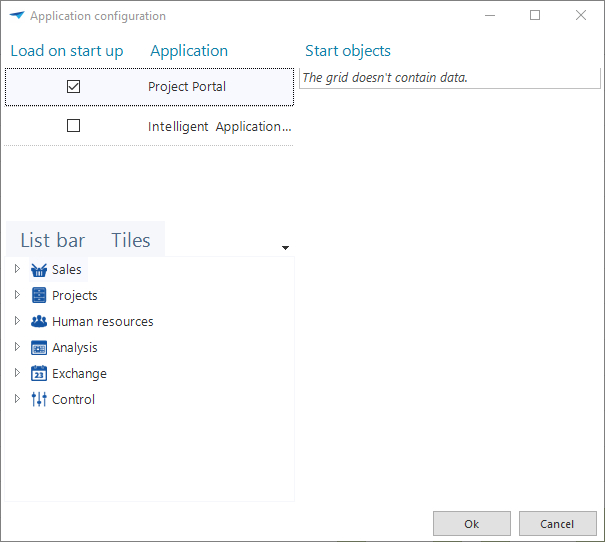 Application configuration
Load on start up Application Start objects
The grid doesn't contain data.
Project Portal
Intelligent Application...
List bar Tiles
Sales
Projects
Human resources
Analysis
23 Exchange
Control
Ok Cancel